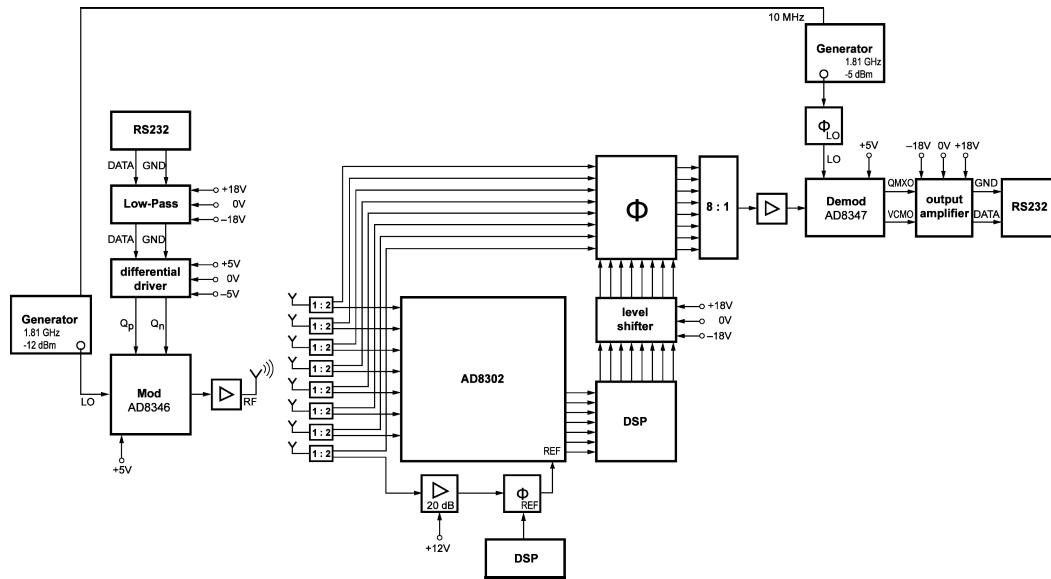 10 MHz
Generator
1.81 GHz
-5 dBm
RS232
DATA
GND
Φ
LO
LO
+5V
−18V
0V
+18V
Low-Pass
+18V
0V
−18V
Φ
8 : 1
Demod
AD8347
QMXO
VCMO
output
amplifier
GND
DATA
RS232
DATA
GND
differential
driver
+5V
0V
−5V
Generator
1.81 GHz
-12 dBm
Qp
Qn
1 : 2
1 : 2
1 : 2
1 : 2
1 : 2
1 : 2
1 : 2
1 : 2
level
shifter
+18V
0V
−18V
Mod
AD8346
LO
RF
+5V
AD8302
REF
DSP
20 dB
+12V
Φ
REF
DSP